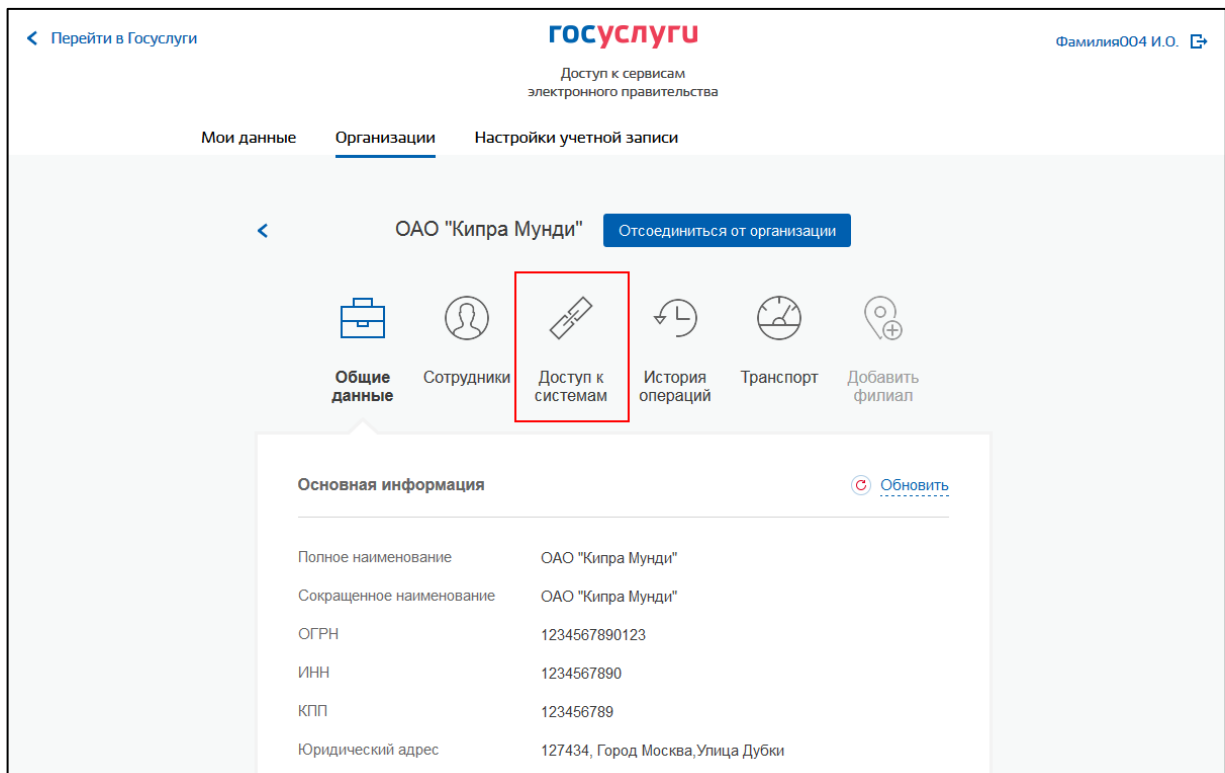 Перейти в Госуслуги
госуслуги
Фамилия004 И.О.
Доступ к сервисам
электронного правительства
Мои данные Организации Настройки учетной записи
ОАО "Кипра Мунди" Отсоединиться от организации
Общие данные
Сотрудники
Доступ к системам
История операций
Транспорт
Добавить филиал
Основная информация Обновить
Полное наименование ОАО "Кипра Мунди"
Сокращенное наименование ОАО "Кипра Мунди"
ОГРН 1234567890123
ИНН 1234567890
КПП 123456789
Юридический адрес 127434, Город Москва,Улица Дубки